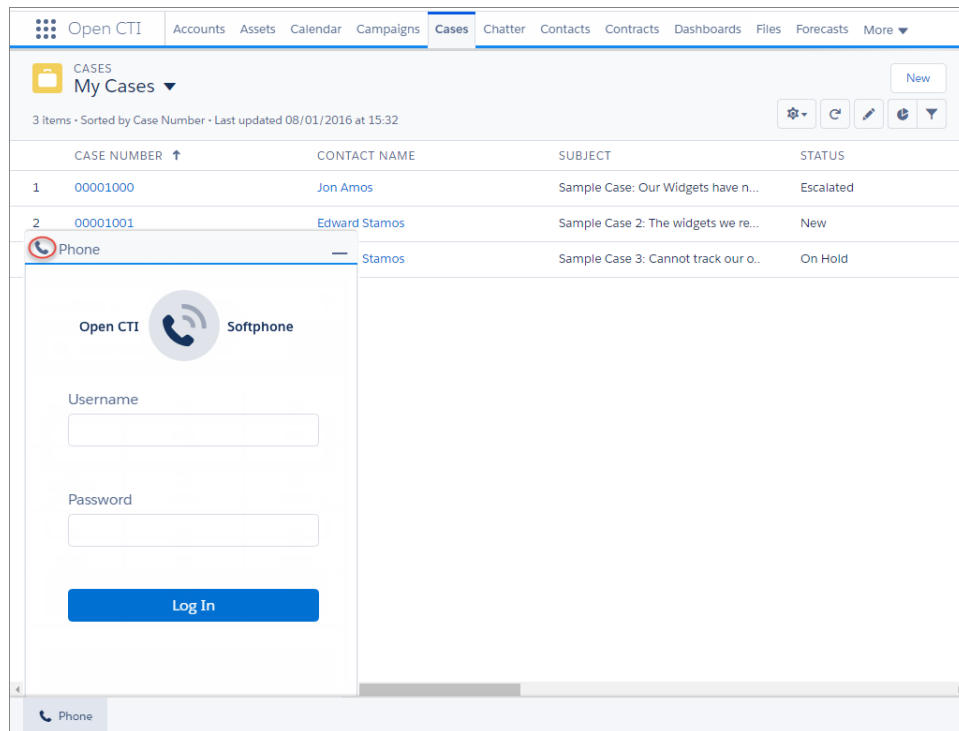 Open CTI Accounts Assets Calendar Campaigns Cases Chatter Contacts Contracts Dashboards Files Forecasts More
CASES
My Cases
New
3 items • Sorted by Case Number • Last updated 08/01/2016 at 15:32
CASE NUMBER CONTACT NAME SUBJECT STATUS
1 00001000 Jon Amos Sample Case: Our Widgets have n... Escalated
2 00001001 Edward Stamos Sample Case 2: The widgets we re... New
Stamos Sample Case 3: Cannot track our o.. On Hold
Phone
Open CTI Softphone
Username
Password
Log In
Phone